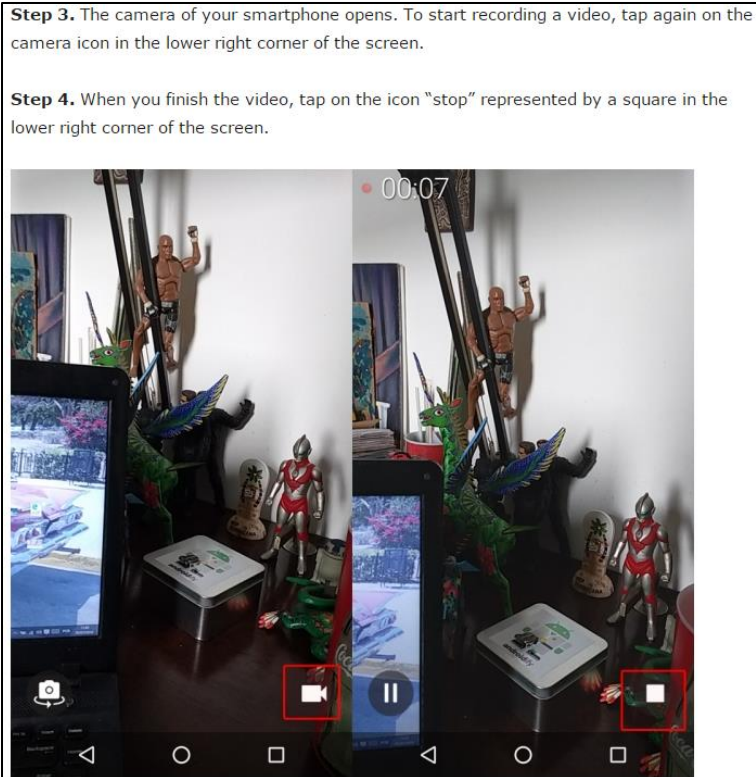 Step 3. The camera of your smartphone opens. To start recording a video, tap again on the
camera icon in the lower right corner of the screen.
Step 4. When you finish the video, tap on the icon “stop” represented by a square in the
lower right corner of the screen.
00:07